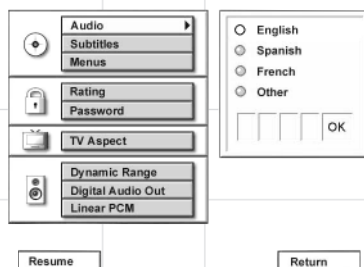 Audio
Subtitles
Menus
Rating
Password
TV Aspect
Dynamic Range
Digital Audio Out
Linear PCM
English
Spanish
French
Other
OK
Resume
Return